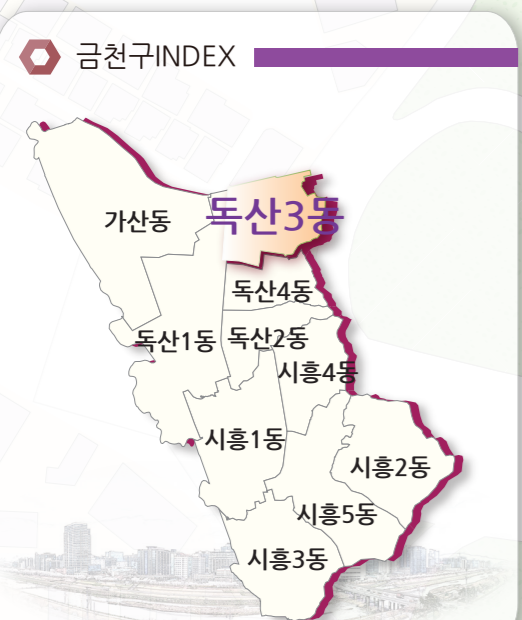 금천구INDEX
가산동
독산3동
독산4동
독산1동
독산2동
시흥4동
시흥1동
시흥2동
시흥5동
시흥3동